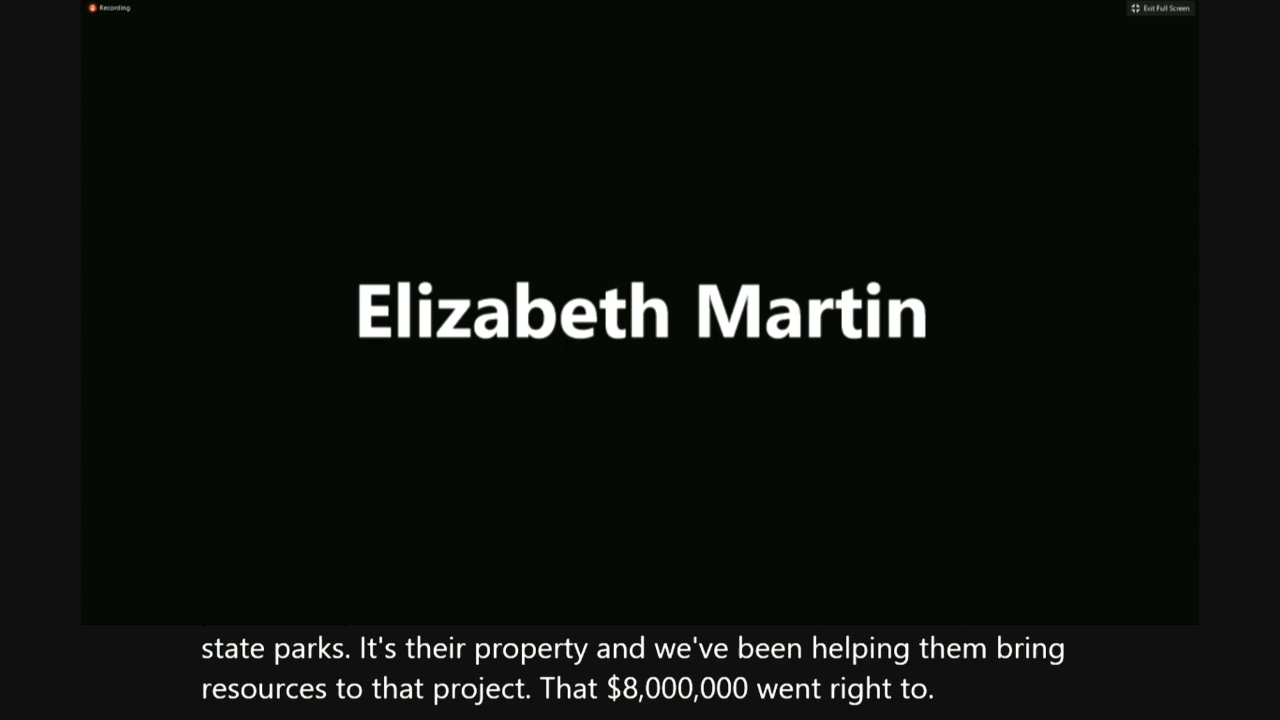 Recording
Exit Full Screen
Elizabeth Martin
state parks. It's their property and we've been helping them bring
resources to that project. That $8,000,000 went right to.